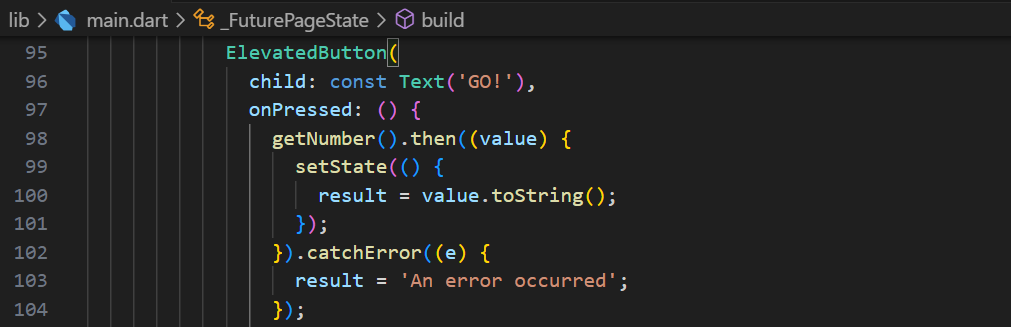 lib > main.dart > _FuturePageState > build
95 ElevatedButton(
96 child: const Text('GO!'),
97 onPressed: () {
98 getNumber().then((value) {
99 setState(() {
100 result = value.toString();
101 });
102 }).catchError((e) {
103 result = 'An error occurred';
104 });